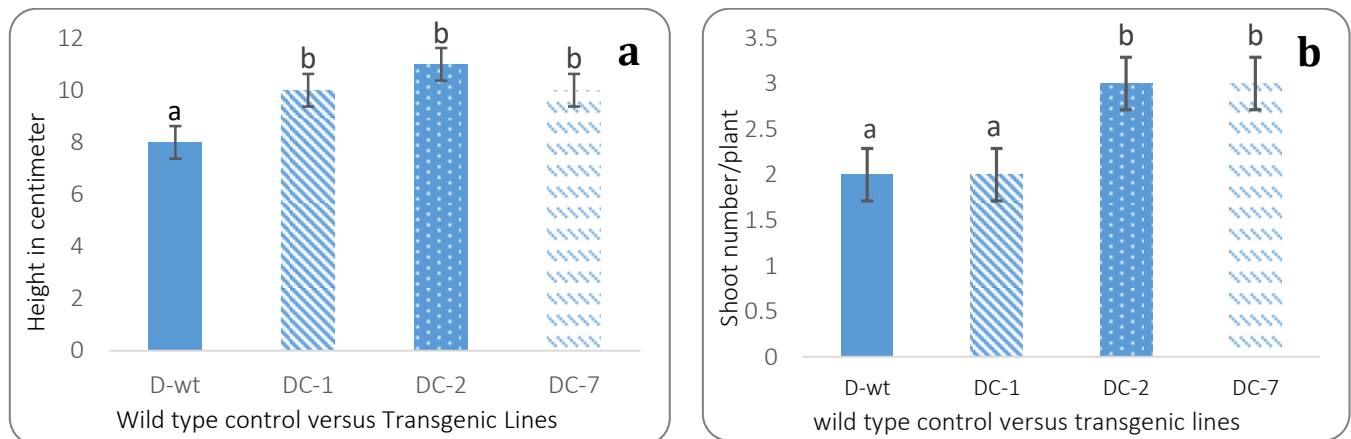 a
Height in centimeter
12
10
8
6
4
2
0
a
b
b
b
D-wt
DC-1
DC-2
DC-7
Wild type control versus Transgenic Lines
b
Shoot number/plant
3.5
3
2.5
2
1.5
1
0.5
0
a
a
b
b
D-wt
DC-1
DC-2
DC-7
wild type control versus transgenic lines